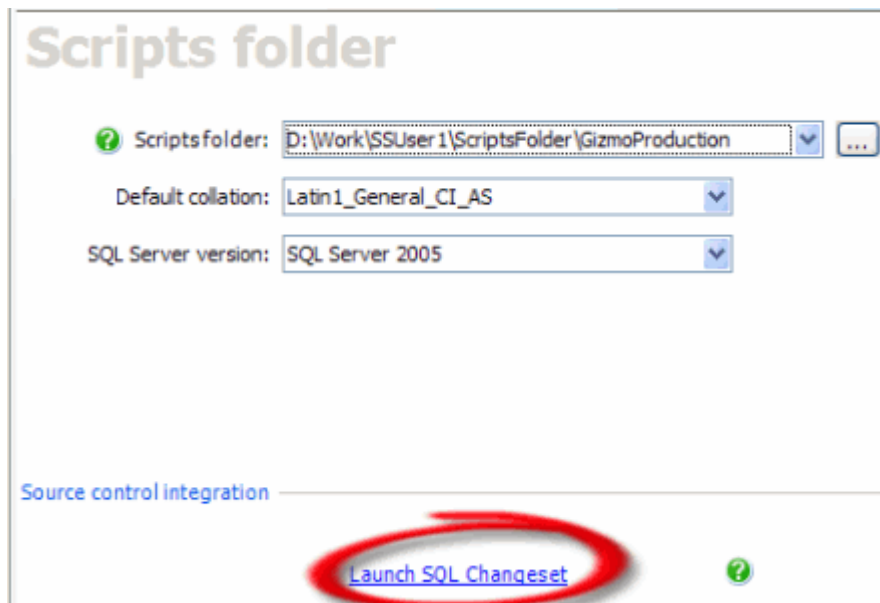 Scripts folder
Scripts folder: D:\Work\SSUser1\ScriptsFolder\GizmoProduction ...
Default collation: Latin1_General_CI_AS
SQL Server version: SQL Server 2005
Source control integration
Launch SQL Changeset